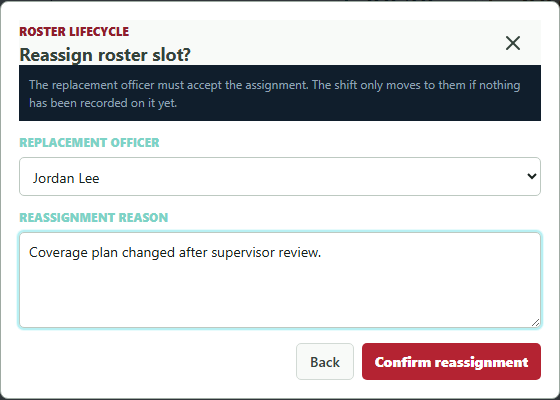 ROSTER LIFECYCLE
Reassign roster slot?
The replacement officer must accept the assignment. The shift only moves to them if nothing
has been recorded on it yet.
REPLACEMENT OFFICER
Jordan Lee
REASSIGNMENT REASON
Coverage plan changed after supervisor review.
Back
Confirm reassignment